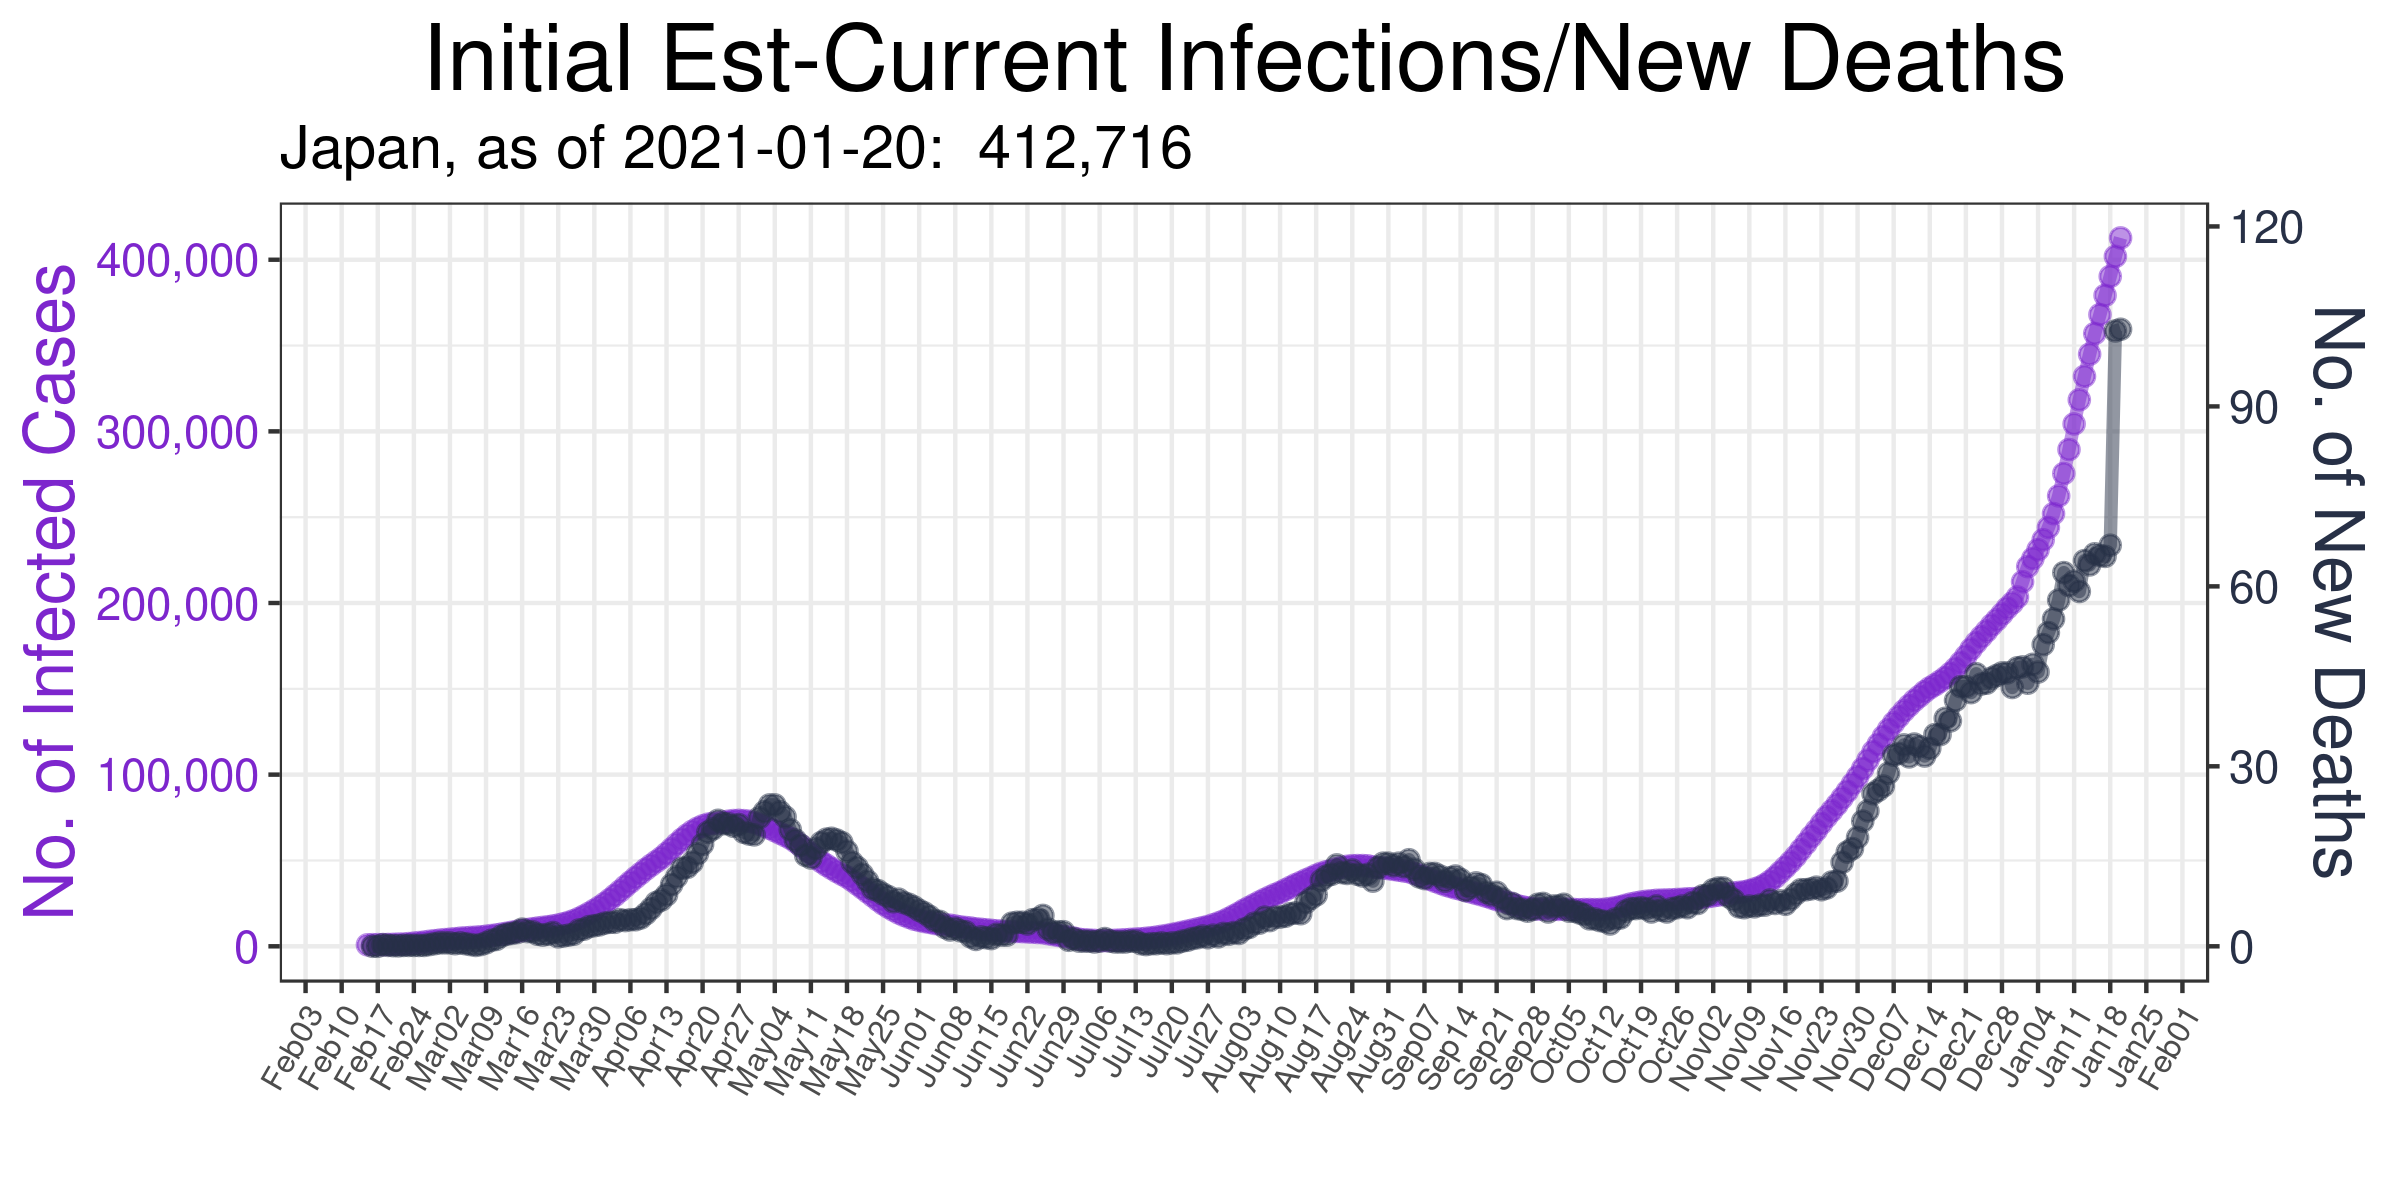 Initial Est-Current Infections/New Deaths
Japan, as of 2021-01-20:  412,716
No. of Infected Cases
400,000
300,000
200,000
100,000
0
120
90
60
30
0
No. of New Deaths
Feb03
Feb10
Feb17
Feb24
Mar02
Mar09
Mar16
Mar23
Mar30
Apr06
Apr13
Apr20
Apr27
May04
May11
May18
May25
Jun01
Jun08
Jun15
Jun22
Jun29
Jul06
Jul13
Jul20
Jul27
Aug03
Aug10
Aug17
Aug24
Aug31
Sep07
Sep14
Sep21
Sep28
Oct05
Oct12
Oct19
Oct26
Nov02
Nov09
Nov16
Nov23
Nov30
Dec07
Dec14
Dec21
Dec28
Jan04
Jan11
Jan18
Jan25
Feb01